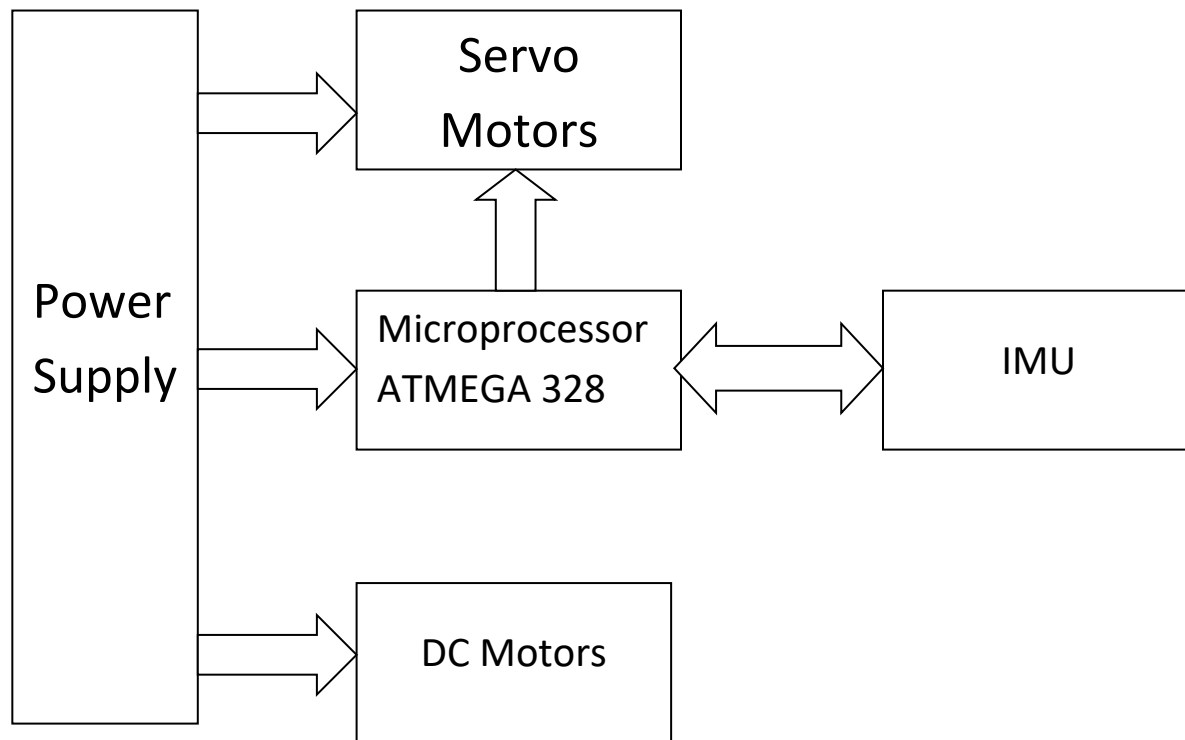 Servo
Motors
Power
Supply
Microprocessor
ATMEGA 328
IMU
DC Motors